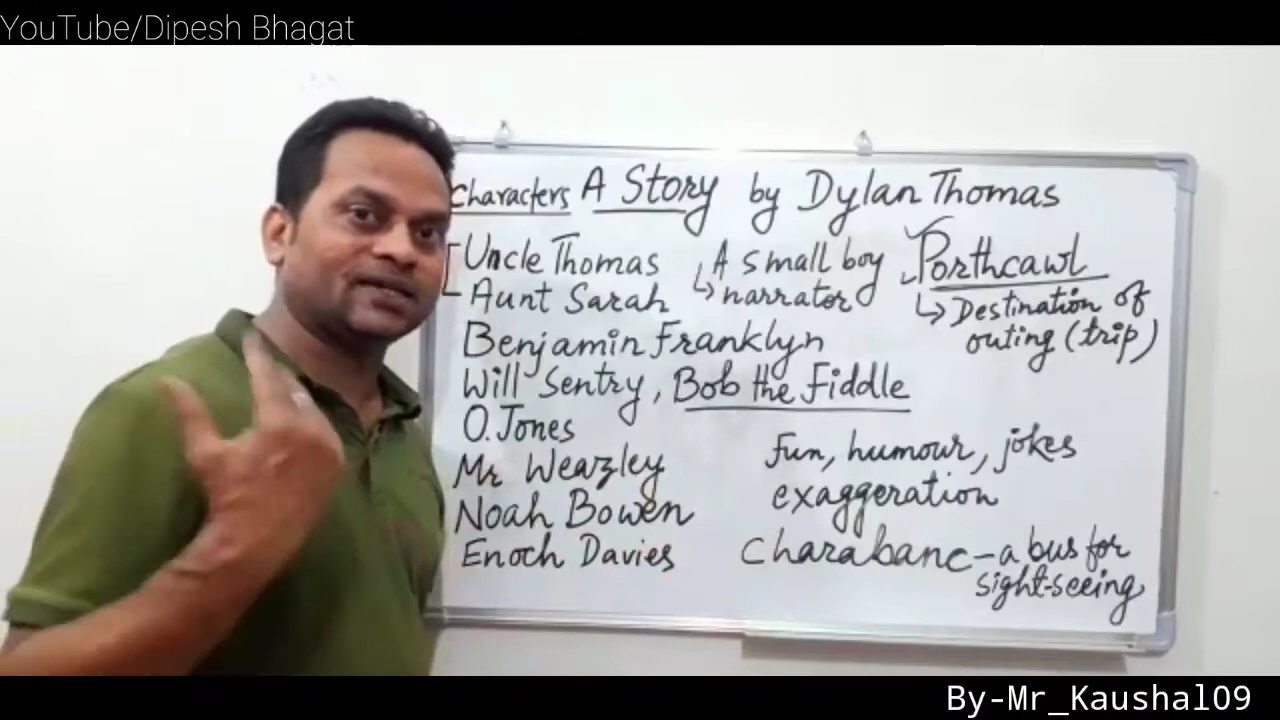 YouTube/Dipesh Bhagat
Characters A Story by Dylan Thomas
Uncle Thomas
Aunt Sarah
A small boy
↳ narrator
Porthcawl
↳ Destination of
outing (trip)
Benjamin Franklyn
Will Sentry, Bob the Fiddle
O. Jones
Mr Weazley
Noah Bowen
Enoch Davies
Fun, humour, jokes
exaggeration
Charabanc - a bus for
sight-seeing
By-Mr_Kaushal09